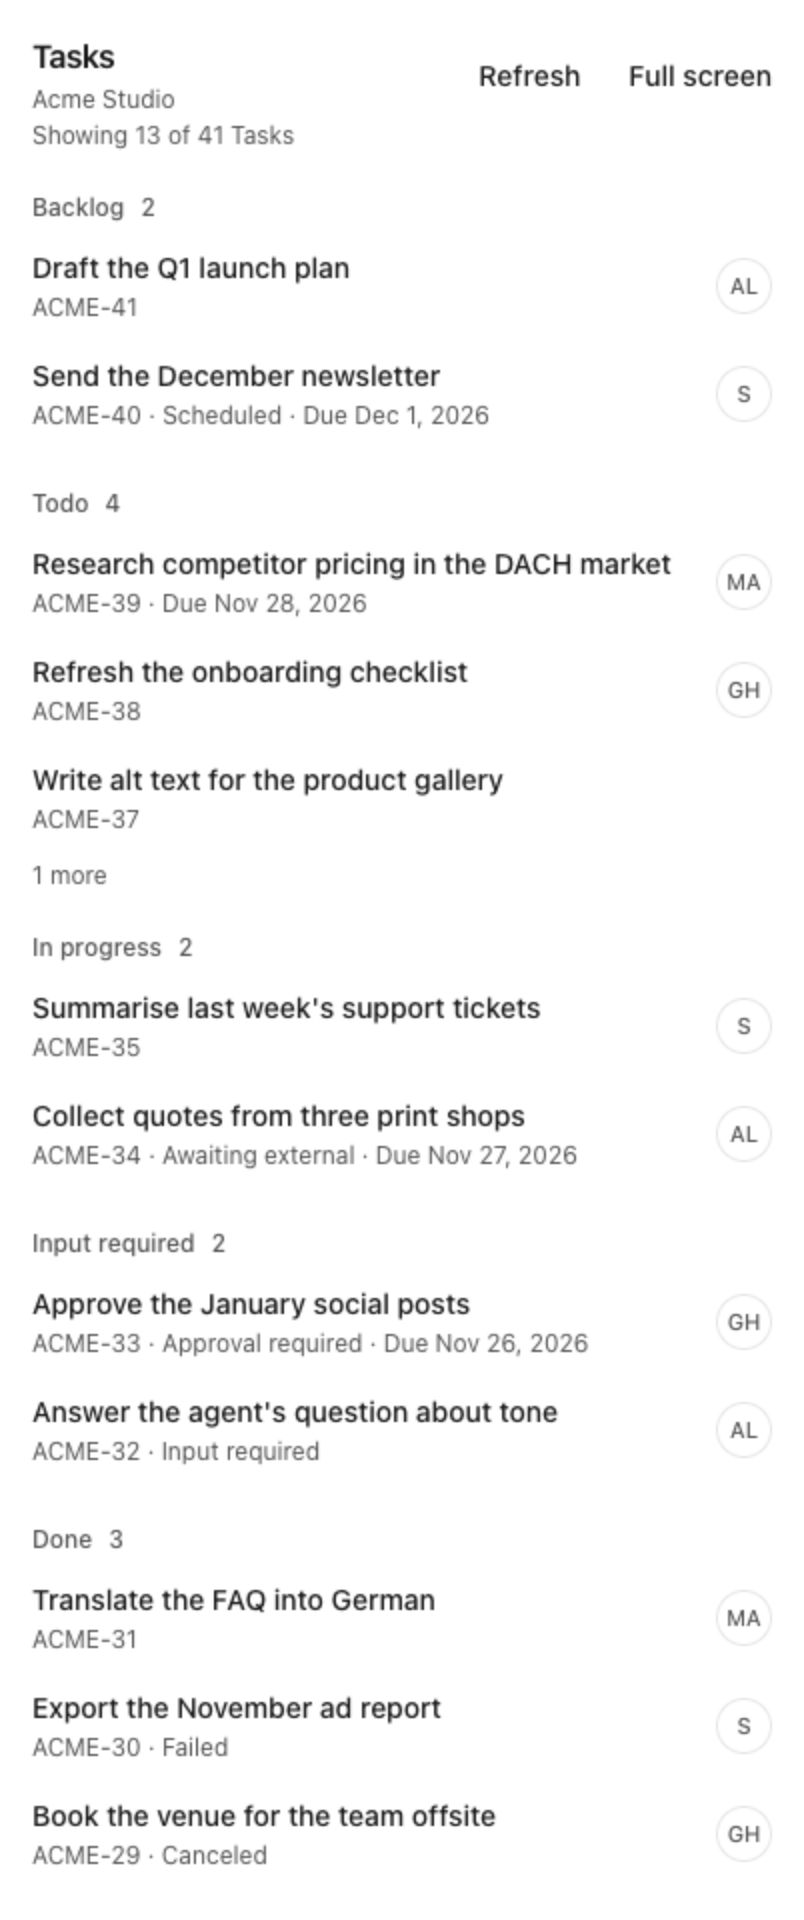 Tasks
Refresh Full screen
Acme Studio
Showing 13 of 41 Tasks
Backlog 2
Draft the Q1 launch plan
ACME-41
AL
Send the December newsletter
ACME-40 · Scheduled · Due Dec 1, 2026
S
Todo 4
Research competitor pricing in the DACH market
ACME-39 · Due Nov 28, 2026
MA
Refresh the onboarding checklist
ACME-38
GH
Write alt text for the product gallery
ACME-37
1 more
In progress 2
Summarise last week's support tickets
ACME-35
S
Collect quotes from three print shops
ACME-34 · Awaiting external · Due Nov 27, 2026
AL
Input required 2
Approve the January social posts
ACME-33 · Approval required · Due Nov 26, 2026
GH
Answer the agent's question about tone
ACME-32 · Input required
AL
Done 3
Translate the FAQ into German
ACME-31
MA
Export the November ad report
ACME-30 · Failed
S
Book the venue for the team offsite
ACME-29 · Canceled
GH